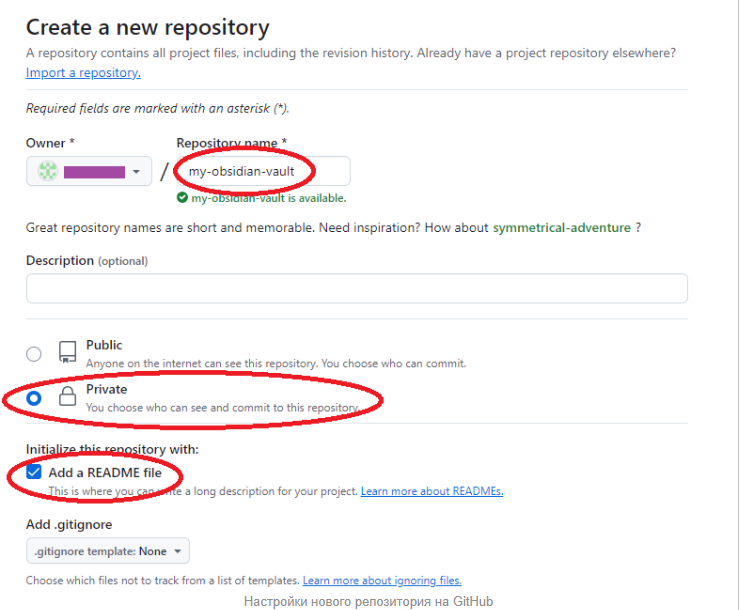 Create a new repository
A repository contains all project files, including the revision history. Already have a project repository elsewhere?
Import a repository.
Required fields are marked with an asterisk (*).
Owner * Repository name *
/ my-obsidian-vault
my-obsidian-vault is available.
Great repository names are short and memorable. Need inspiration? How about symmetrical-adventure ?
Description (optional)
Public
Anyone on the internet can see this repository. You choose who can commit.
Private
You choose who can see and commit to this repository.
Initialize this repository with:
Add a README file
This is where you can write a long description for your project. Learn more about READMEs.
Add .gitignore
.gitignore template: None
Choose which files not to track from a list of templates. Learn more about ignoring files.
Настройки нового репозитория на GitHub